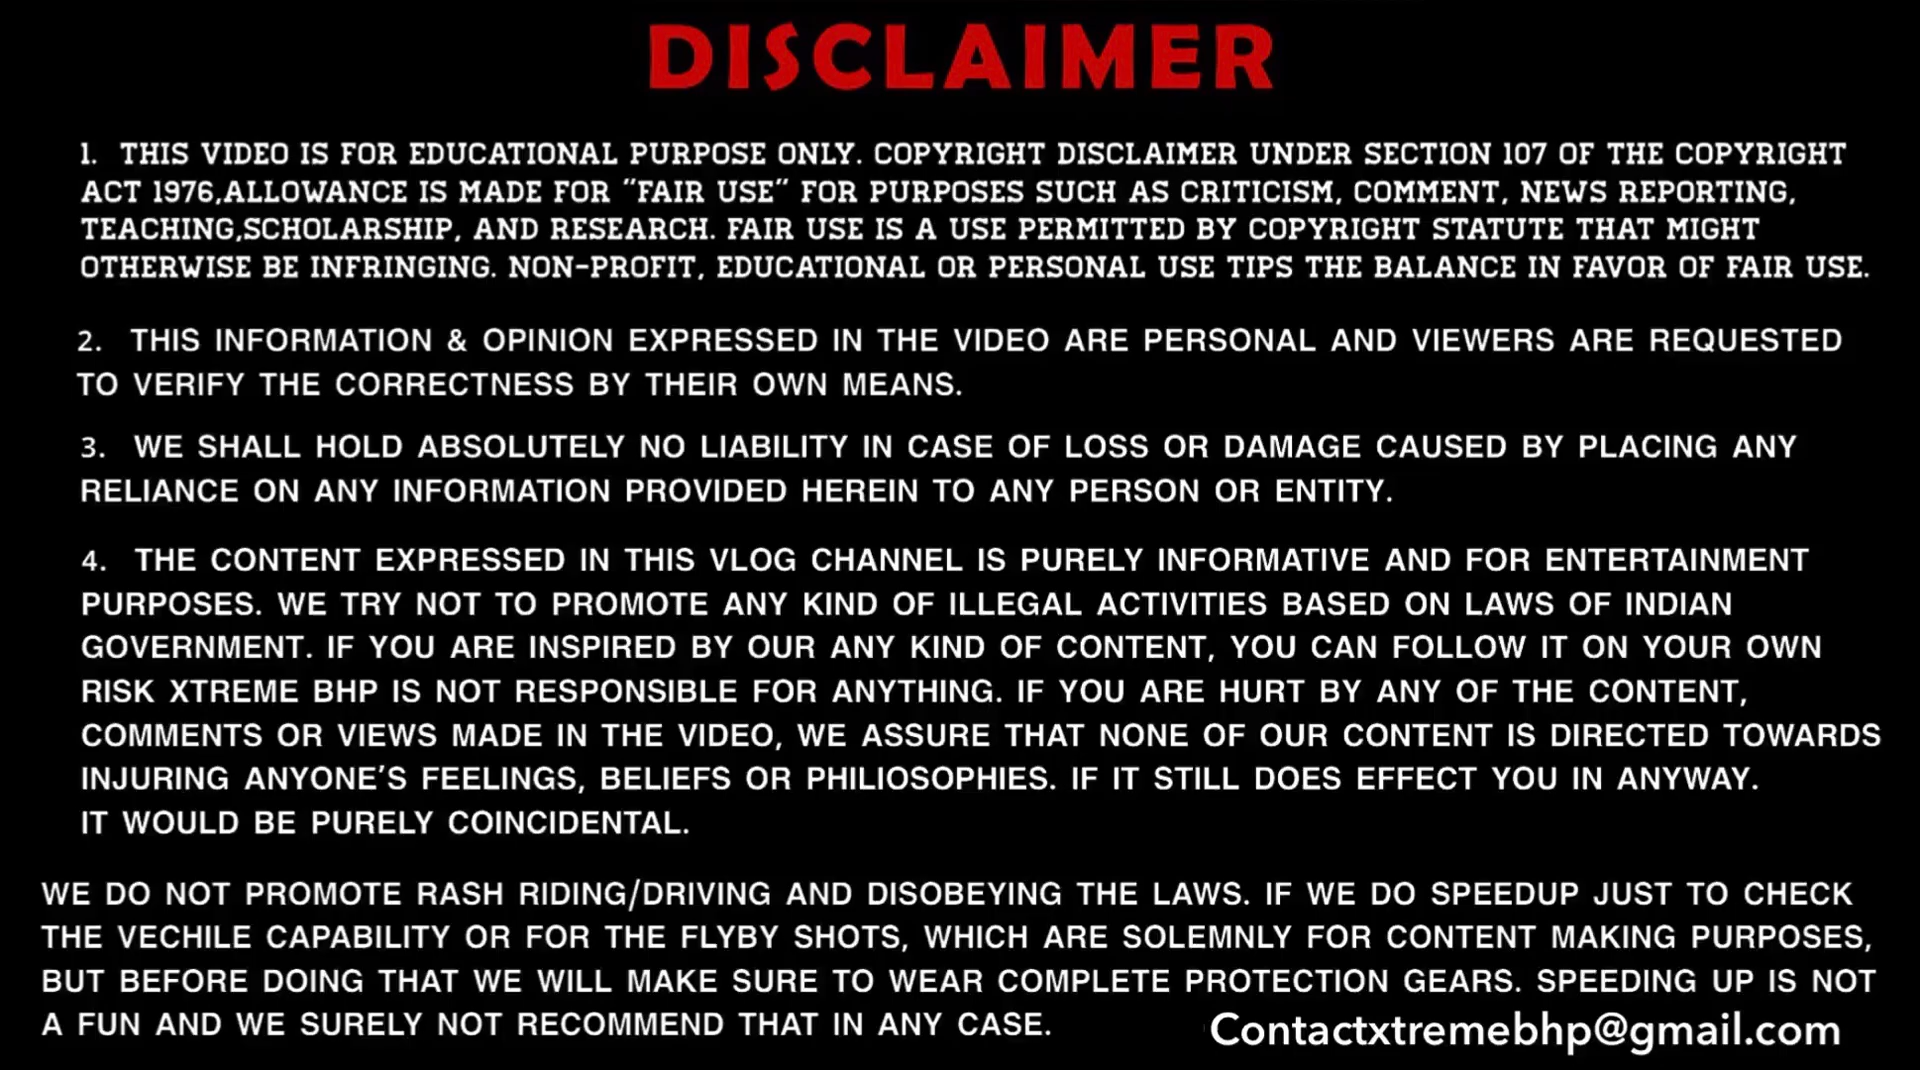 DISCLAIMER
1. THIS VIDEO IS FOR EDUCATIONAL PURPOSE ONLY. COPYRIGHT DISCLAIMER UNDER SECTION 107 OF THE COPYRIGHT
ACT 1976,ALLOWANCE IS MADE FOR "FAIR USE" FOR PURPOSES SUCH AS CRITICISM, COMMENT, NEWS REPORTING,
TEACHING,SCHOLARSHIP, AND RESEARCH. FAIR USE IS A USE PERMITTED BY COPYRIGHT STATUTE THAT MIGHT
OTHERWISE BE INFRINGING. NON-PROFIT, EDUCATIONAL OR PERSONAL USE TIPS THE BALANCE IN FAVOR OF FAIR USE.
2. THIS INFORMATION & OPINION EXPRESSED IN THE VIDEO ARE PERSONAL AND VIEWERS ARE REQUESTED
TO VERIFY THE CORRECTNESS BY THEIR OWN MEANS.
3. WE SHALL HOLD ABSOLUTELY NO LIABILITY IN CASE OF LOSS OR DAMAGE CAUSED BY PLACING ANY
RELIANCE ON ANY INFORMATION PROVIDED HEREIN TO ANY PERSON OR ENTITY.
4. THE CONTENT EXPRESSED IN THIS VLOG CHANNEL IS PURELY INFORMATIVE AND FOR ENTERTAINMENT
PURPOSES. WE TRY NOT TO PROMOTE ANY KIND OF ILLEGAL ACTIVITIES BASED ON LAWS OF INDIAN
GOVERNMENT. IF YOU ARE INSPIRED BY OUR ANY KIND OF CONTENT, YOU CAN FOLLOW IT ON YOUR OWN
RISK XTREME BHP IS NOT RESPONSIBLE FOR ANYTHING. IF YOU ARE HURT BY ANY OF THE CONTENT,
COMMENTS OR VIEWS MADE IN THE VIDEO, WE ASSURE THAT NONE OF OUR CONTENT IS DIRECTED TOWARDS
INJURING ANYONE'S FEELINGS, BELIEFS OR PHILIOSOPHIES. IF IT STILL DOES EFFECT YOU IN ANYWAY.
IT WOULD BE PURELY COINCIDENTAL.
WE DO NOT PROMOTE RASH RIDING/DRIVING AND DISOBEYING THE LAWS. IF WE DO SPEEDUP JUST TO CHECK
THE VECHILE CAPABILITY OR FOR THE FLYBY SHOTS, WHICH ARE SOLEMNLY FOR CONTENT MAKING PURPOSES,
BUT BEFORE DOING THAT WE WILL MAKE SURE TO WEAR COMPLETE PROTECTION GEARS. SPEEDING UP IS NOT
A FUN AND WE SURELY NOT RECOMMEND THAT IN ANY CASE.
Contactxtremebhp@gmail.com